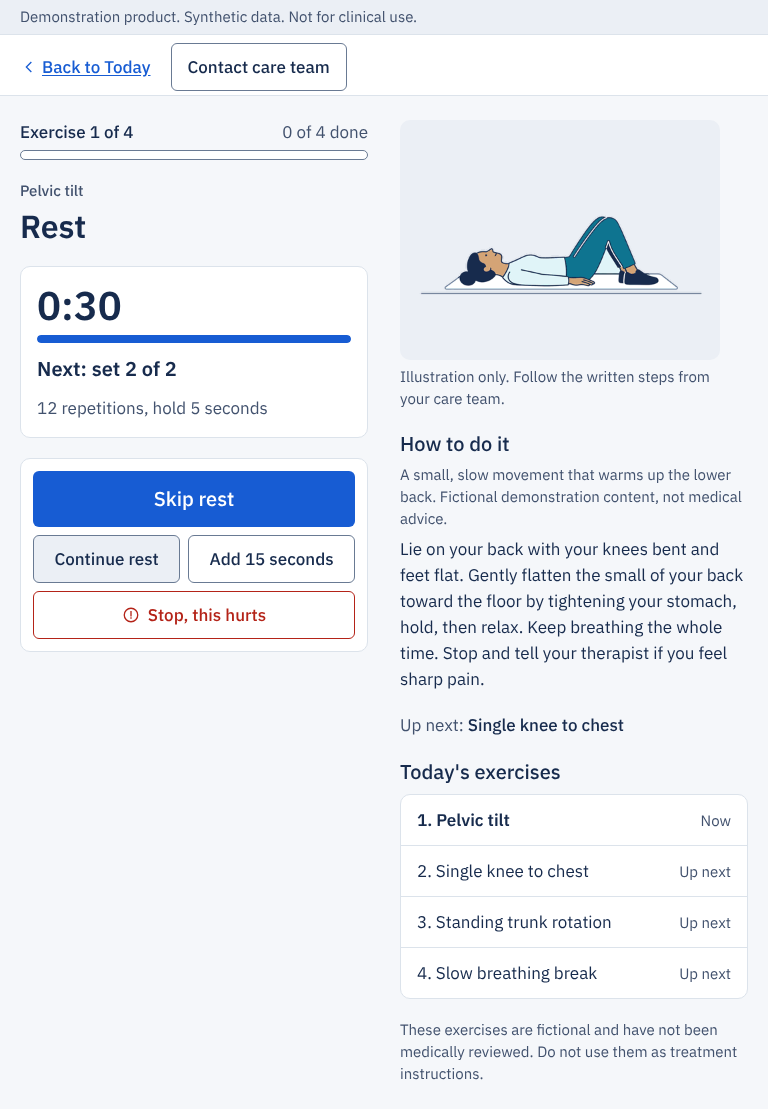 Demonstration product. Synthetic data. Not for clinical use.
Back to Today
Contact care team
Exercise 1 of 4
0 of 4 done
Pelvic tilt
Rest
0:30
Next: set 2 of 2
12 repetitions, hold 5 seconds
Skip rest
Continue rest
Add 15 seconds
Stop, this hurts
Illustration only. Follow the written steps from
your care team.
How to do it
A small, slow movement that warms up the lower
back. Fictional demonstration content, not medical
advice.
Lie on your back with your knees bent and
feet flat. Gently flatten the small of your back
toward the floor by tightening your stomach,
hold, then relax. Keep breathing the whole
time. Stop and tell your therapist if you feel
sharp pain.
Up next: Single knee to chest
Today's exercises
1. Pelvic tilt
Now
2. Single knee to chest
Up next
3. Standing trunk rotation
Up next
4. Slow breathing break
Up next
These exercises are fictional and have not been
medically reviewed. Do not use them as treatment
instructions.